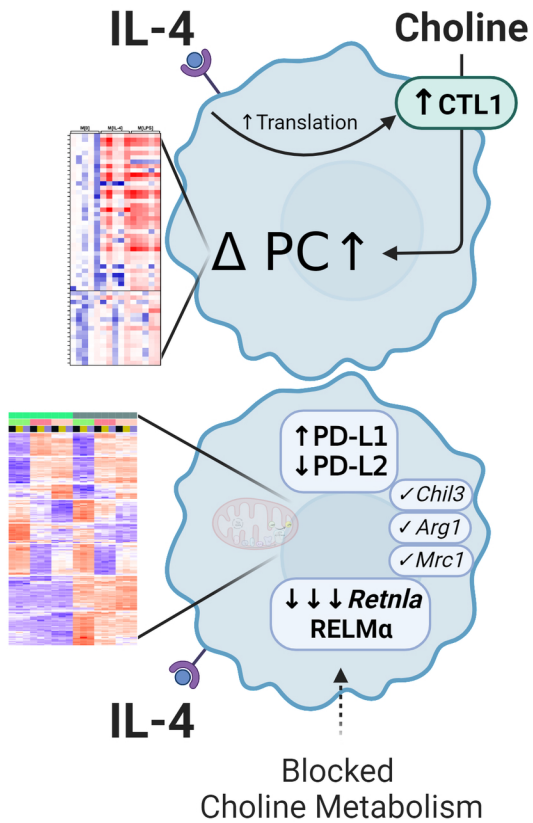 IL-4
Choline
↑CTL1
↑Translation
M[0]
M[IL-4]
M[LPS]
Δ PC↑
↑PD-L1
↓PD-L2
✓Chil3
✓Arg1
✓Mrc1
↓↓↓Retnla
RELMα
IL-4
Blocked
Choline Metabolism